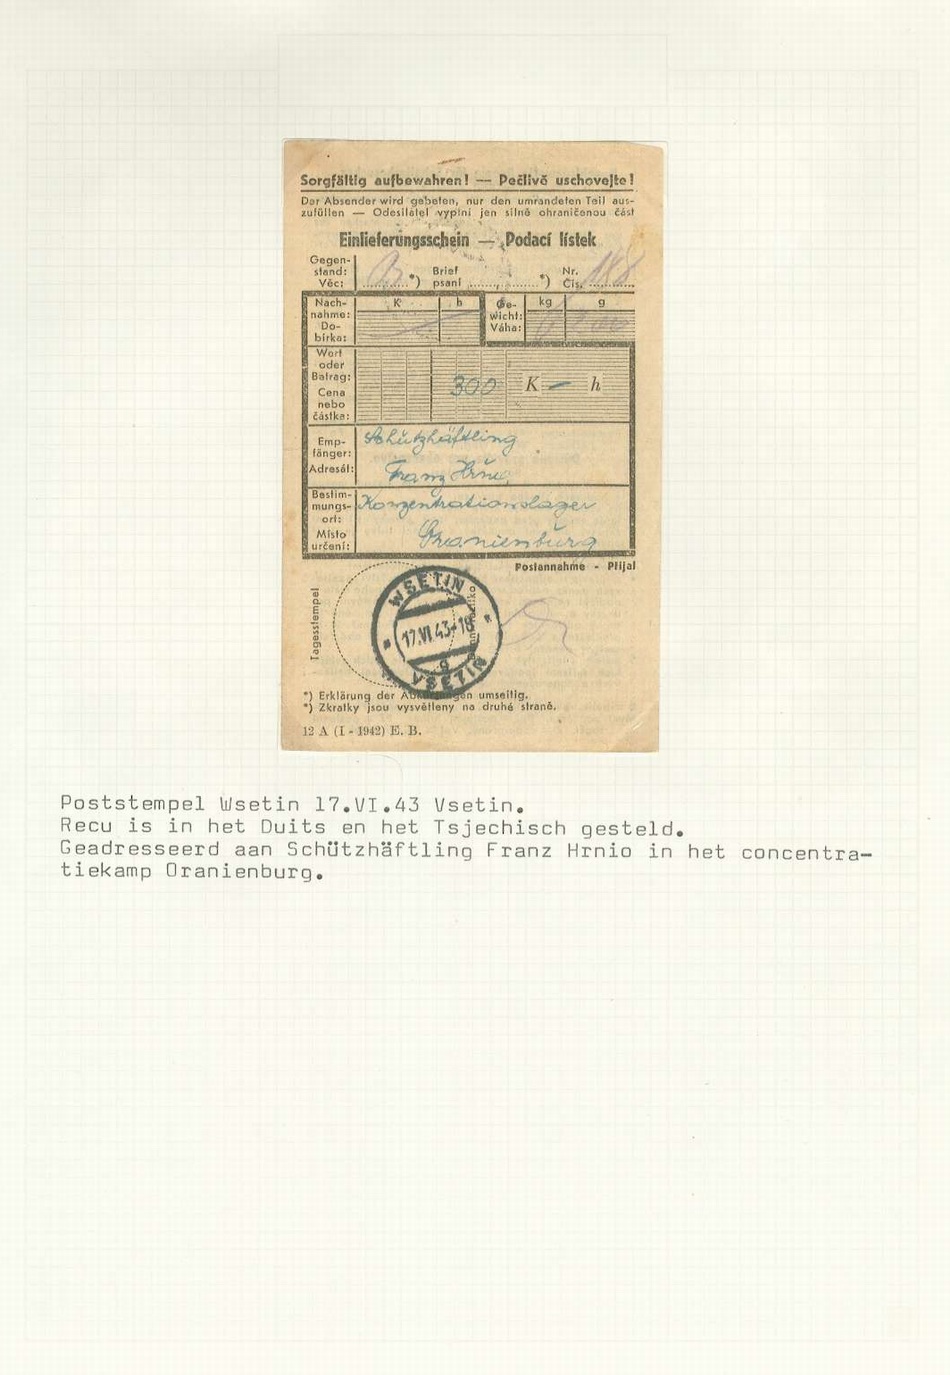 Sorgfältig aufbewahren! — Pečlivě uschovejte!
Der Absender wird gebeten, nur den umrandeten Teil aus-
zufüllen — Odesílatel vyplní jen silně ohraničenou část
Einlieferungsschein — Podací lístek
Gegen-
stand:
Věc:
*) Brief
psaní
*) Nr.
Čís. 188
Nach-
nahme:
Do-
bírka:
K h
Ge-
wicht:
Váha:
kg g
Wert
oder
Betrag:
Cena
nebo
částka:
300 K — h
Emp-
fänger:
Adresát:
Schützhäftling
Franz
Bestim-
mungs-
ort:
Místo
určení:
Konzentrationslager
Oranienburg
Postannahme - Přijal
Tagesstempel
WSETIN
17.VI.43-18
9
VSETIN
*) Erklärung der Abkürzungen umseitig.
*) Zkratky jsou vysvětleny na druhé straně.
12 A (I - 1942) E. B.
Poststempel Wsetin 17.VI.43 Vsetin.
Recu is in het Duits en het Tsjechisch gesteld.
Geadresseerd aan Schützhäftling Franz Hrnio in het concentra-
tiekamp Oranienburg.